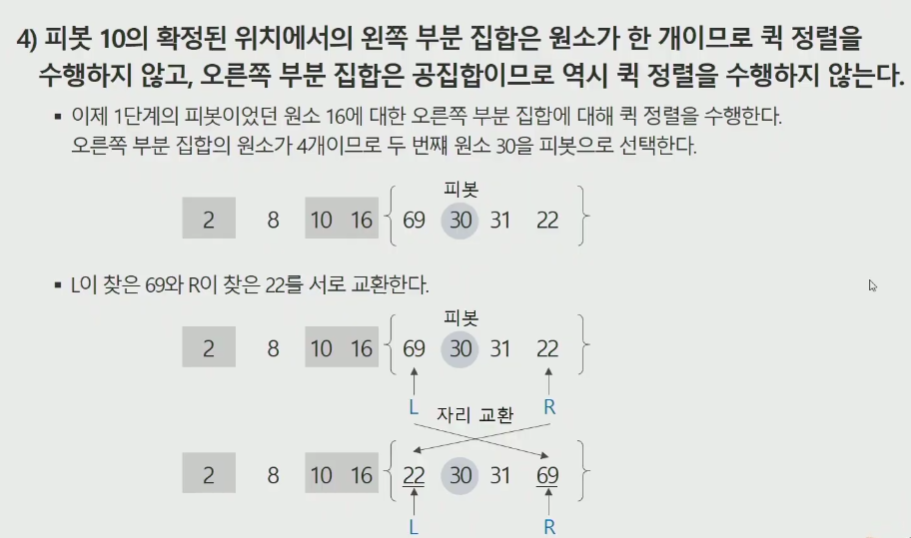 4) 피봇 10의 확정된 위치에서의 왼쪽 부분 집합은 원소가 한 개이므로 퀵 정렬을
수행하지 않고, 오른쪽 부분 집합은 공집합이므로 역시 퀵 정렬을 수행하지 않는다.
▪ 이제 1단계의 피봇이었던 원소 16에 대한 오른쪽 부분 집합에 대해 퀵 정렬을 수행한다.
오른쪽 부분 집합의 원소가 4개이므로 두 번쨰 원소 30을 피봇으로 선택한다.
피봇
2 8 10 16 { 69 30 31 22 }
▪ L이 찾은 69와 R이 찾은 22를 서로 교환한다.
피봇
2 8 10 16 { 69 30 31 22 }
L 자리 교환 R
2 8 10 16 { 22 30 31 69 }
L R